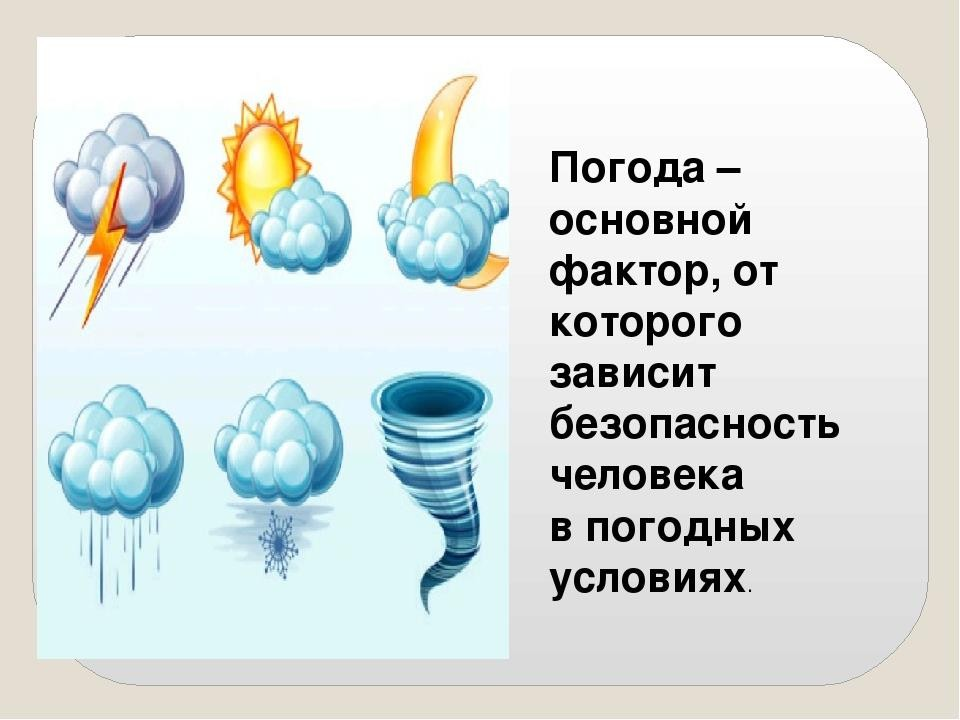 Погода –
основной
фактор, от
которого
зависит
безопасность
человека
в погодных
условиях.